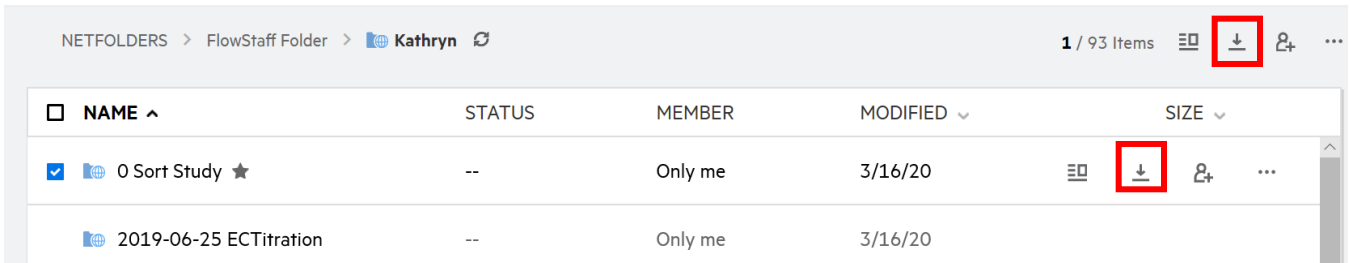 NETFOLDERS > FlowStaff Folder > Kathryn 1 / 93 Items ...
NAME STATUS MEMBER MODIFIED SIZE
0 Sort Study -- Only me 3/16/20 ...
2019-06-25 ECTitration -- Only me 3/16/20